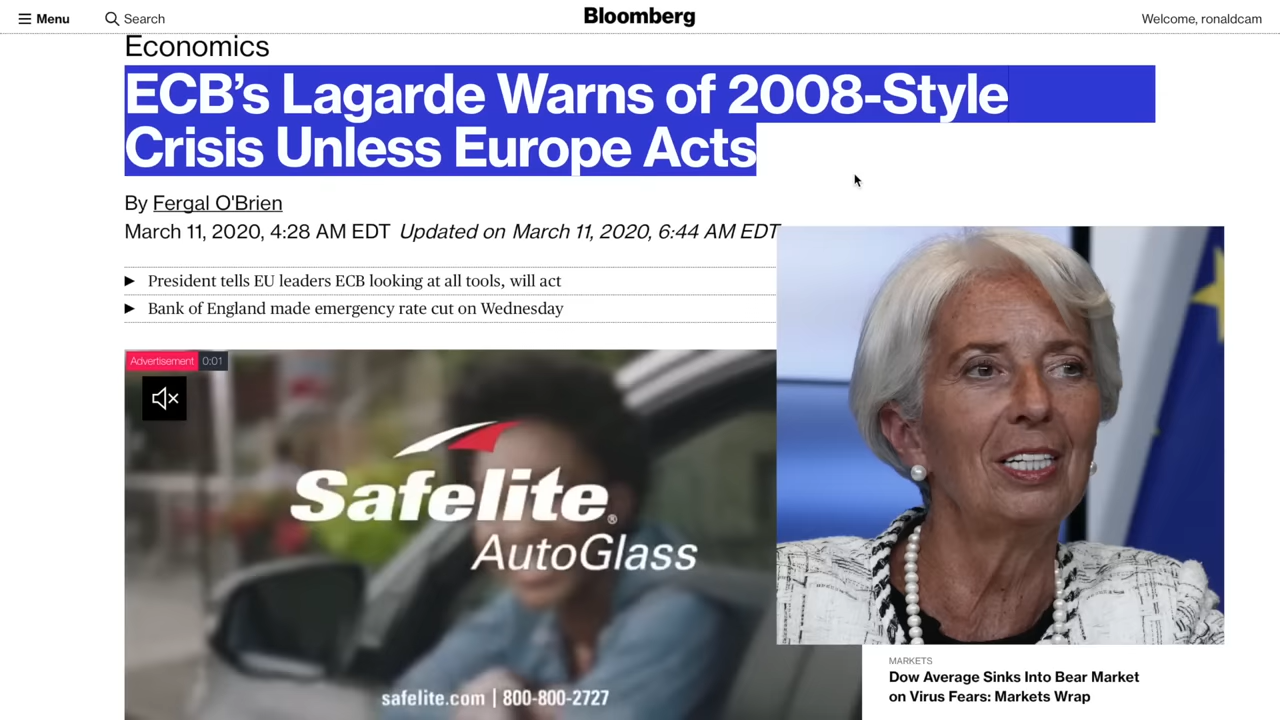 Menu
Search
Bloomberg
Welcome, ronaldcam
Economics
ECB’s Lagarde Warns of 2008-Style
Crisis Unless Europe Acts
By Fergal O'Brien
March 11, 2020, 4:28 AM EDT Updated on March 11, 2020, 6:44 AM EDT
President tells EU leaders ECB looking at all tools, will act
Bank of England made emergency rate cut on Wednesday
Advertisement 0:01
Safelite®
AutoGlass
safelite.com | 800-800-2727
MARKETS
Dow Average Sinks Into Bear Market
on Virus Fears: Markets Wrap